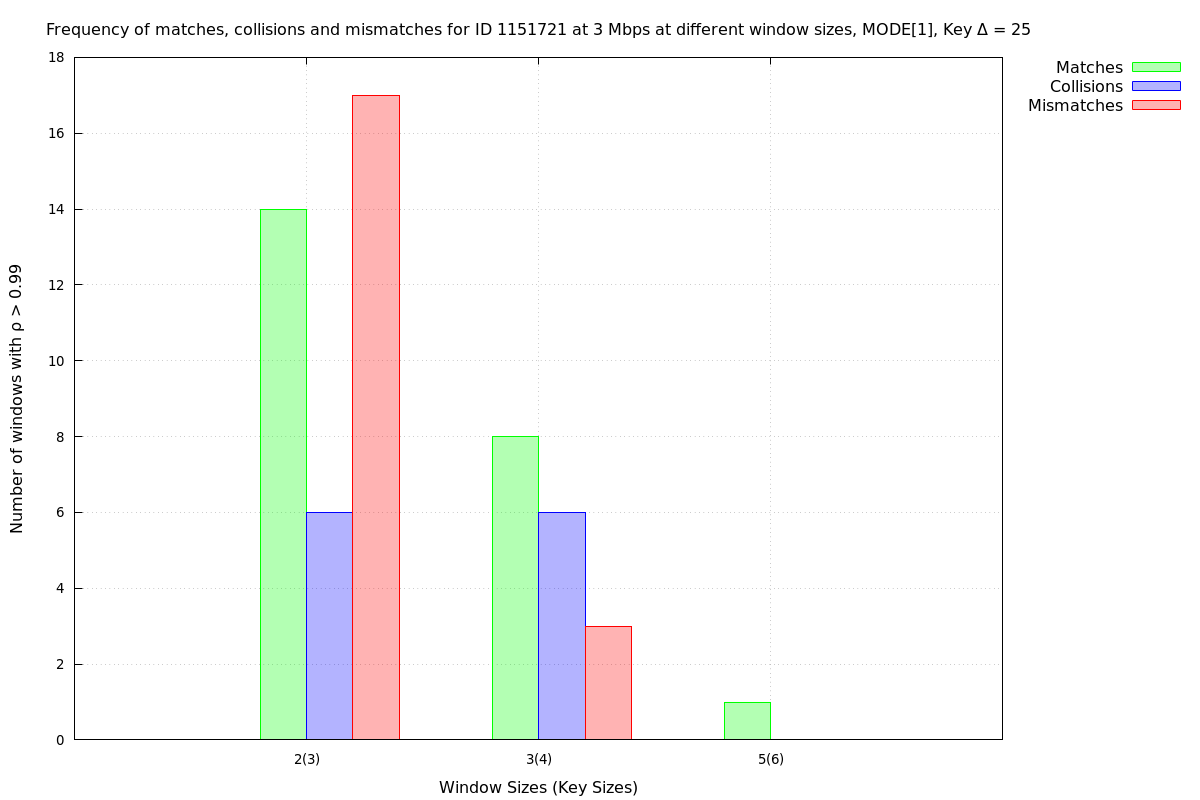 Frequency of matches, collisions and mismatches for ID 1151721 at 3 Mbps at different window sizes, MODE[1], Key Δ = 25
Matches
Collisions
Mismatches
Number of windows with ρ > 0.99
18
16
14
12
10
8
6
4
2
0
2(3)
3(4)
5(6)
Window Sizes (Key Sizes)